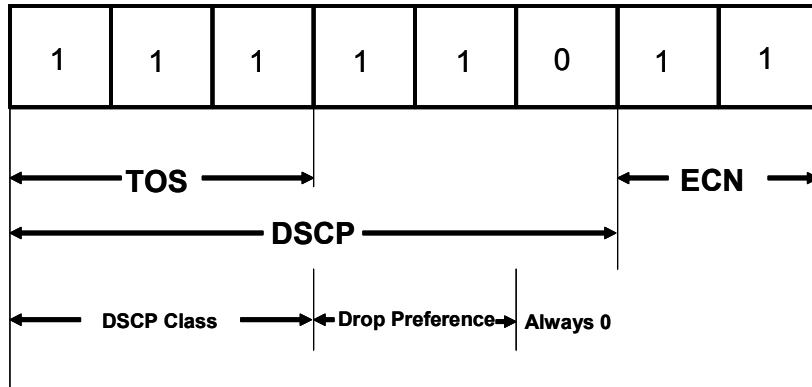 1 1 1 1 1 0 1 1
TOS ECN
DSCP
DSCP Class Drop Preference Always 0